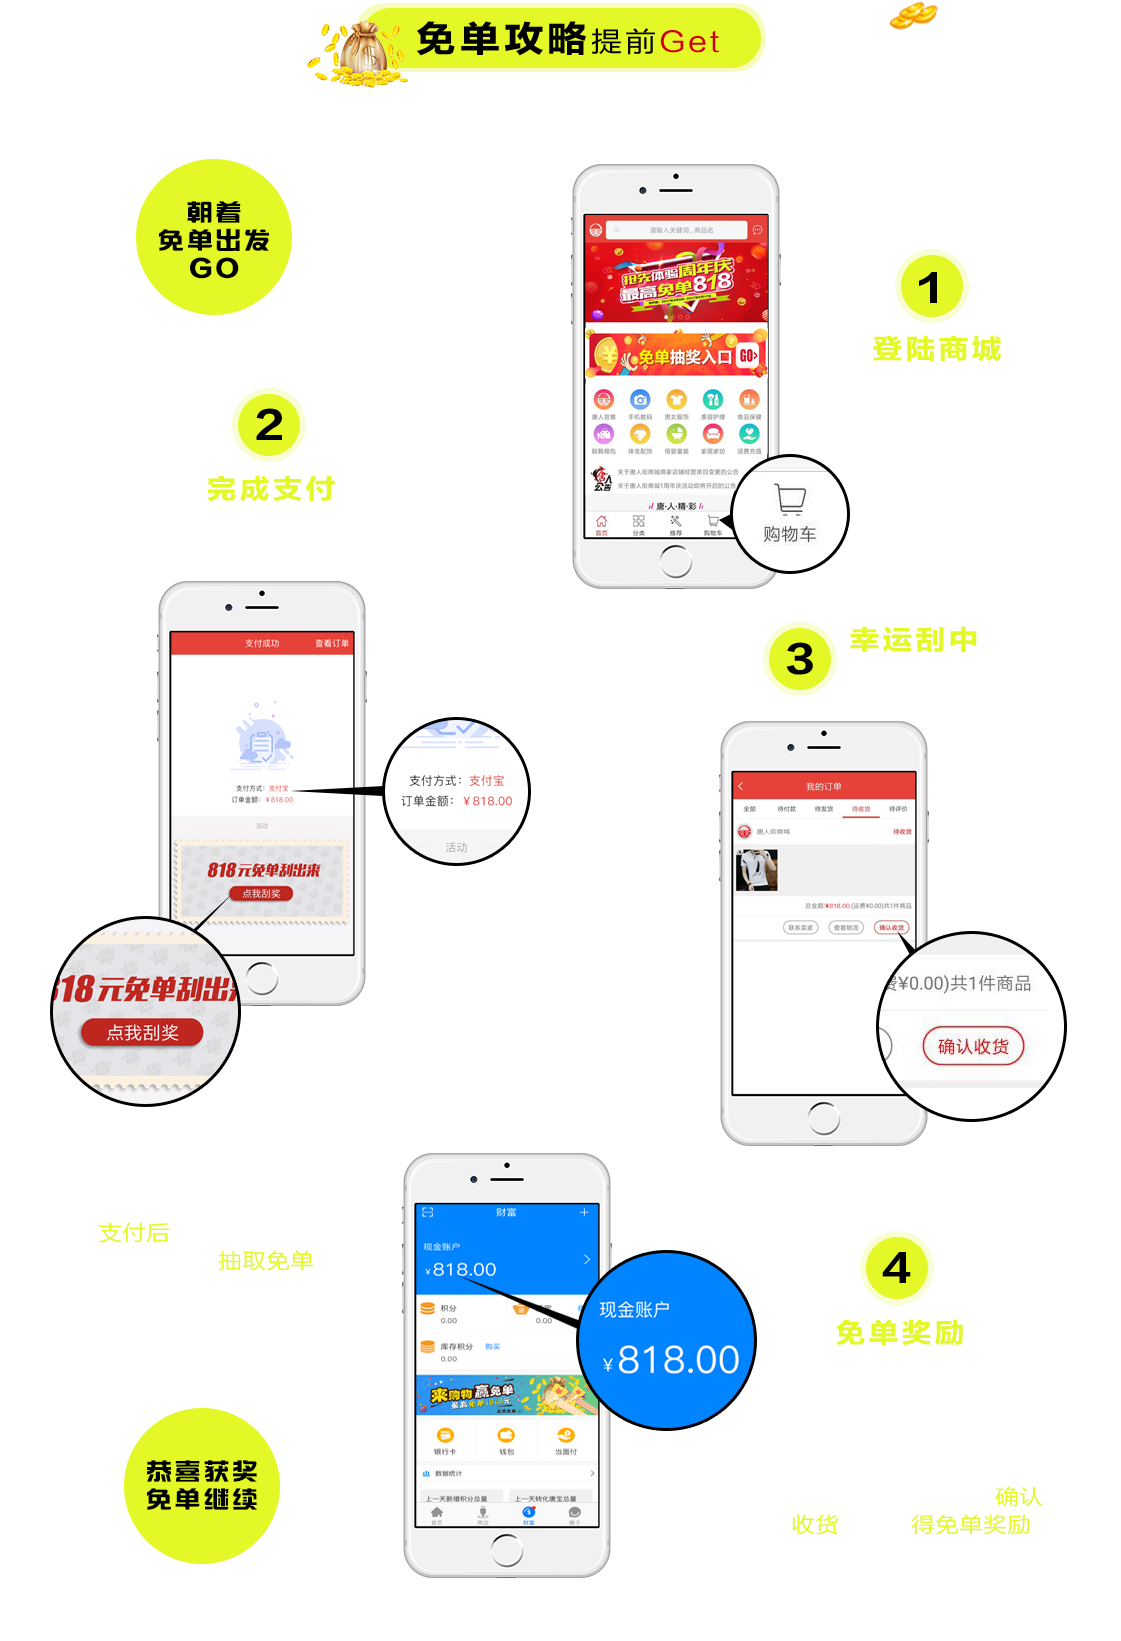 免单攻略提前Get
朝着
免单出发
GO
请输入关键词、商品名
抢先体验周年庆
最高免单818
免单抽奖入口 GO
唐人官推 手机数码 男女服饰 美容护理 食品保健
鞋靴箱包 珠宝配饰 母婴童装 家居家纺 话费充值
公告
关于唐人街商城商家店铺经营类目变更的公告
关于唐人街商城1周年庆活动即将开启的公告
唐·人·精·彩
首页 分类 推荐 购物车
购物车
1
登陆商城
2
完成支付
支付成功 查看订单
支付方式：支付宝
订单金额：¥818.00
活动
818元免单刮出来
点我刮奖
支付方式：支付宝
订单金额：¥818.00
活动
818元免单刮出来
点我刮奖
3
幸运刮中
我的订单
全部 待付款 待发货 待收货 待评价
唐人街商城 待收货
总金额:¥818.00 (运费¥0.00)共1件商品
联系卖家 查看物流 确认收货
费¥0.00)共1件商品
确认收货
支付后
抽取免单
财富
现金账户
¥818.00
积分
0.00
0.00
库存积分 购买
0.00
来购物赢免单
银行卡 钱包 当面付
数据统计
上一天新增积分总量 上一天转化唐宝总量
首页 周边 财富 圈子
现金账户
¥818.00
4
免单奖励
恭喜获奖
免单继续
确认
收货 得免单奖励